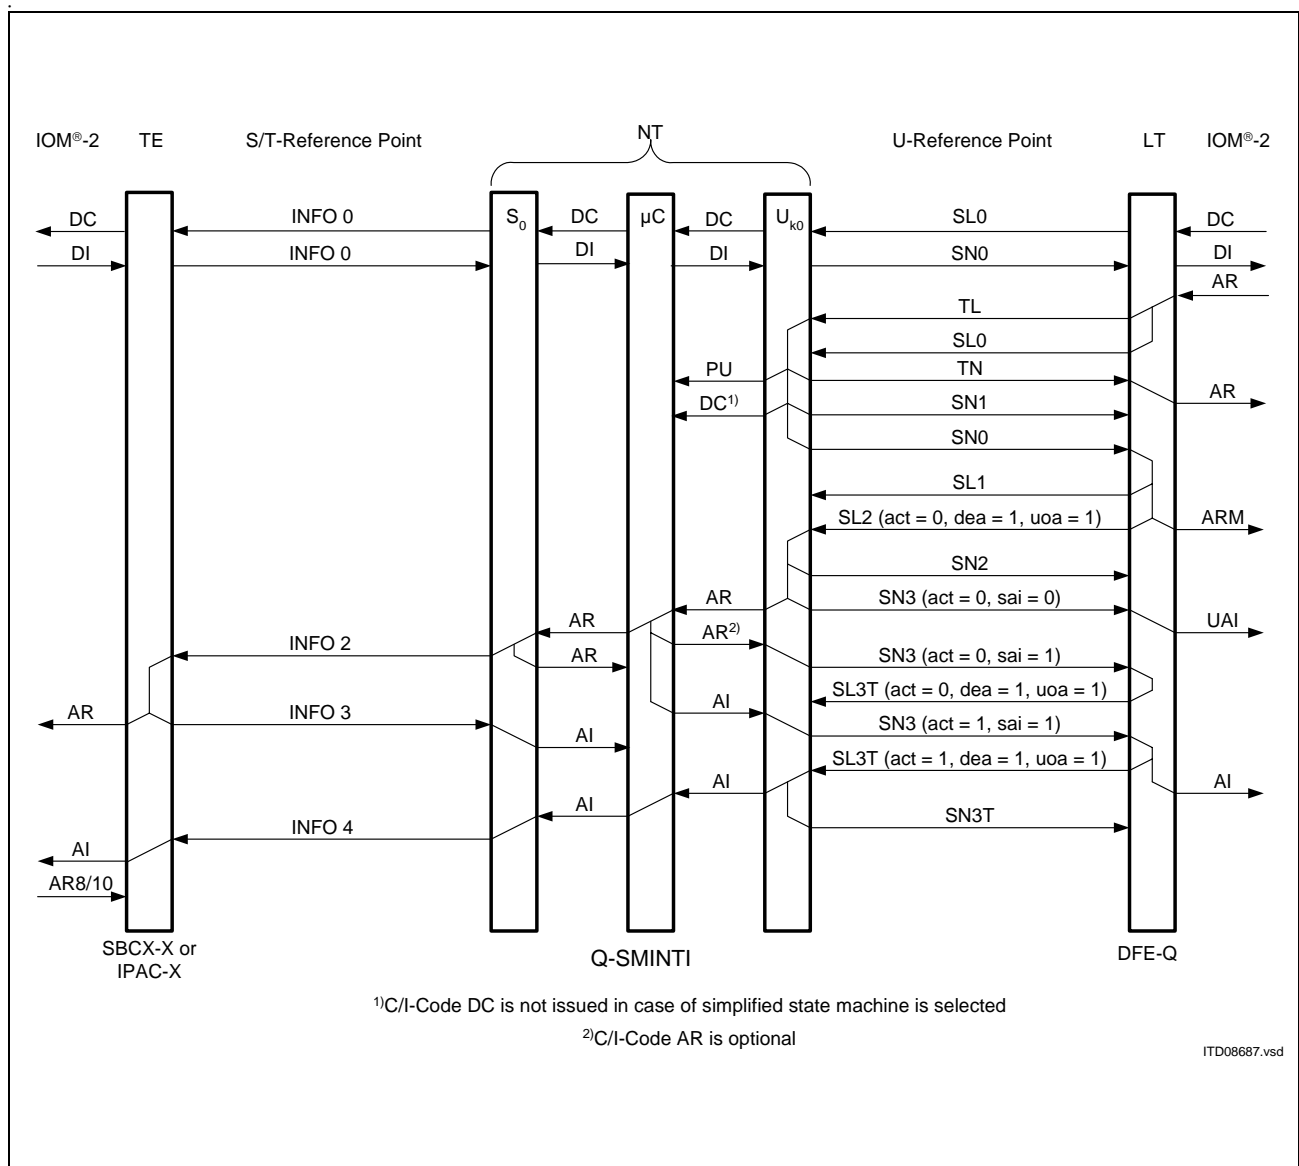 .
IOM®-2 TE S/T-Reference Point NT U-Reference Point LT IOM®-2
S0 µC Uk0
DC INFO 0 DC DC SL0 DC
DI INFO 0 DI DI SN0 DI
AR
TL
SL0
PU TN AR
DC1) SN1
SN0
SL1
SL2 (act = 0, dea = 1, uoa = 1) ARM
SN2
AR SN3 (act = 0, sai = 0) UAI
AR AR2)
INFO 2 AR SN3 (act = 0, sai = 1)
SL3T (act = 0, dea = 1, uoa = 1)
AR INFO 3 AI SN3 (act = 1, sai = 1)
AI SL3T (act = 1, dea = 1, uoa = 1)
AI AI AI
INFO 4 SN3T
AI
AR8/10
SBCX-X or
IPAC-X
Q-SMINTI
DFE-Q
1)C/I-Code DC is not issued in case of simplified state machine is selected
2)C/I-Code AR is optional
ITD08687.vsd